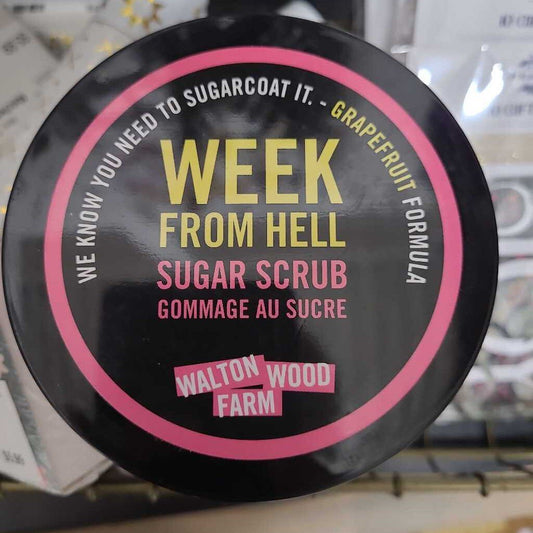 WE KNOW YOU NEED TO SUGARCOAT IT. - GRAPEFRUIT FORMULA
WEEK
FROM HELL
SUGAR SCRUB
GOMMAGE AU SUCRE
WALTON WOOD
FARM